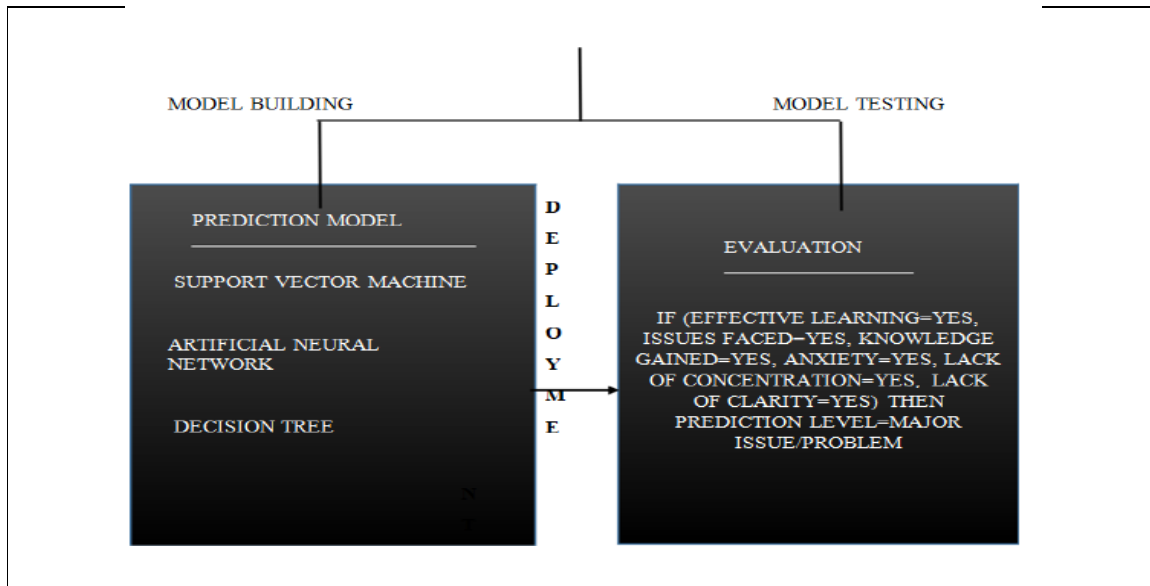 MODEL BUILDING
MODEL TESTING
PREDICTION MODEL
SUPPORT VECTOR MACHINE
ARTIFICIAL NEURAL
NETWORK
DECISION TREE
D
E
P
L
O
Y
M
E
N
T
EVALUATION
IF (EFFECTIVE LEARNING=YES,
ISSUES FACED=YES, KNOWLEDGE
GAINED=YES, ANXIETY=YES, LACK
OF CONCENTRATION=YES, LACK
OF CLARITY=YES) THEN
PREDICTION LEVEL=MAJOR
ISSUE/PROBLEM